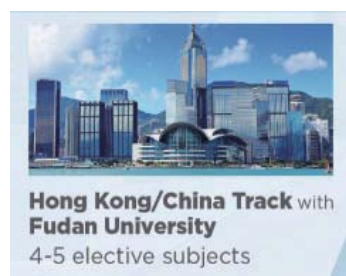 Hong Kong/China Track with
Fudan University
4-5 elective subjects